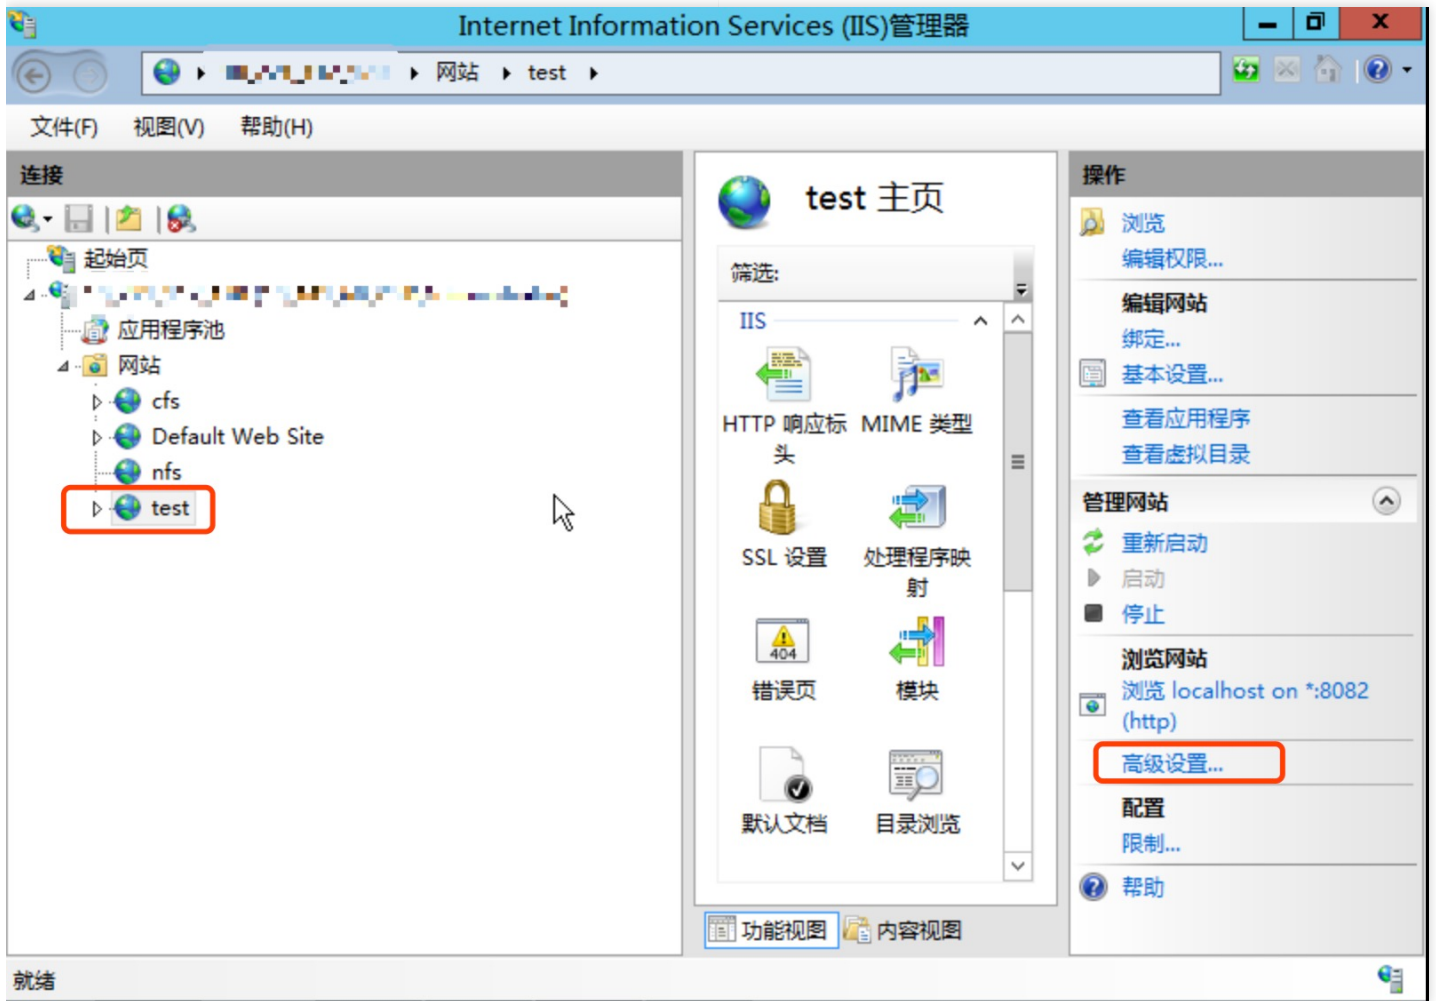 Internet Information Services (IIS)管理器
网站 test
文件(F) 视图(V) 帮助(H)
连接
起始页
应用程序池
网站
cfs
Default Web Site
nfs
test
test 主页
筛选:
IIS
HTTP 响应标
头
MIME 类型
SSL 设置
处理程序映
射
404
错误页
模块
默认文档
目录浏览
功能视图
内容视图
操作
浏览
编辑权限...
编辑网站
绑定...
基本设置...
查看应用程序
查看虚拟目录
管理网站
重新启动
启动
停止
浏览网站
浏览 localhost on *:8082
(http)
高级设置...
配置
限制...
帮助
就绪